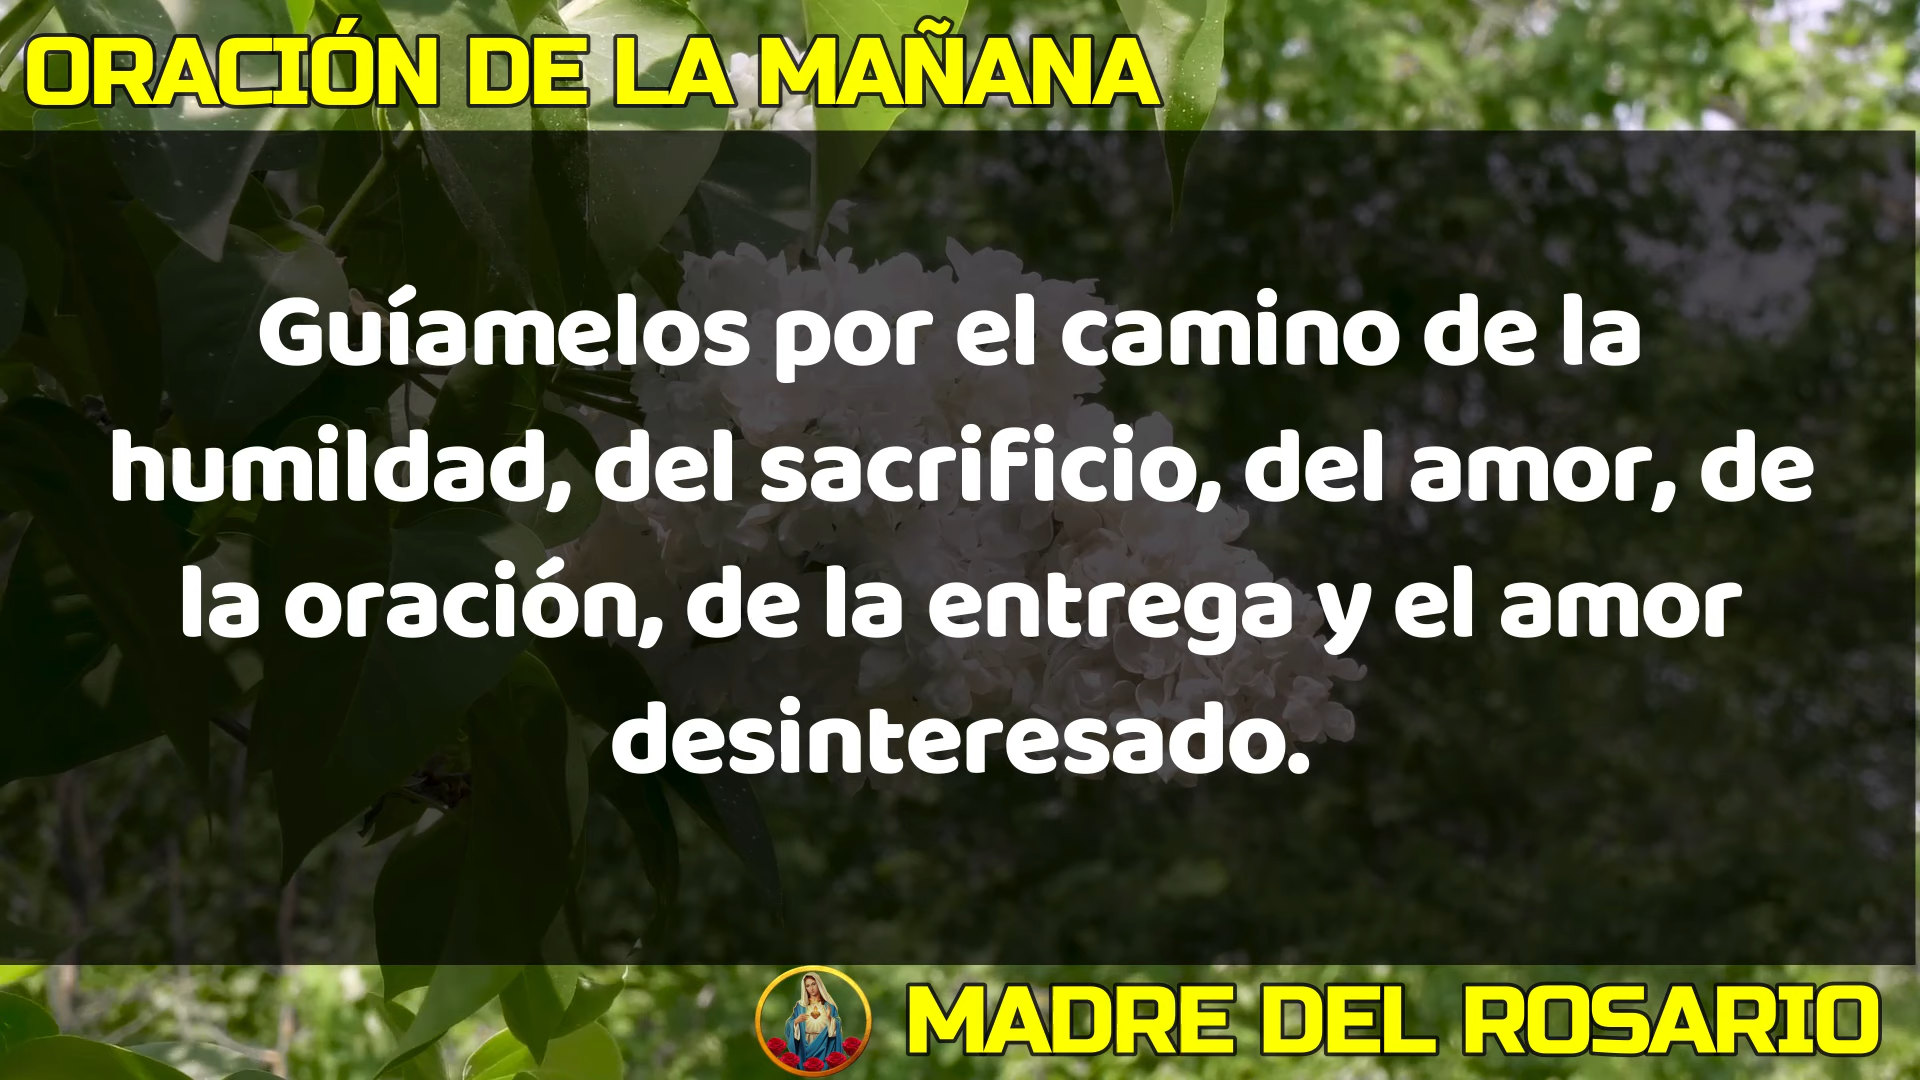 ORACIÓN DE LA MAÑANA
Guíamelos por el camino de la
humildad, del sacrificio, del amor, de
la oración, de la entrega y el amor
desinteresado.
MADRE DEL ROSARIO